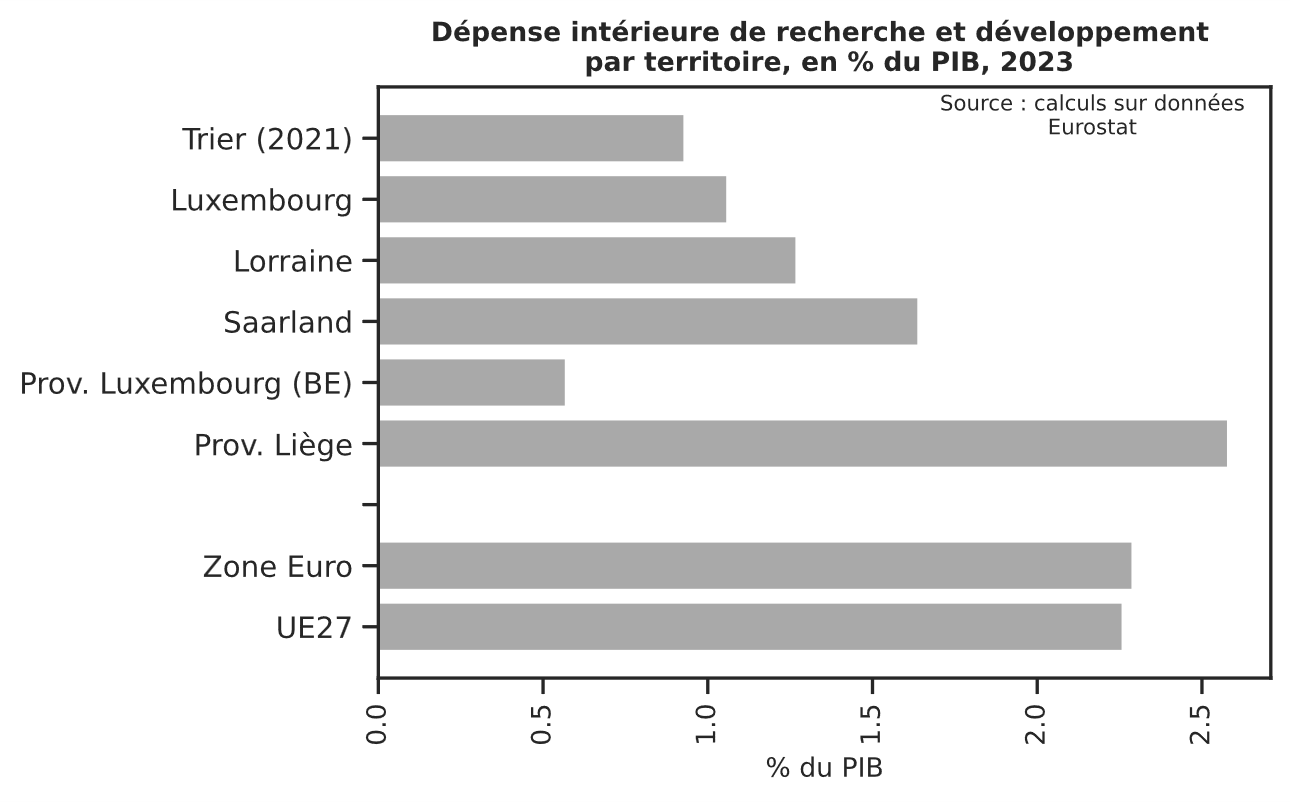 Dépense intérieure de recherche et développement
par territoire, en % du PIB, 2023
Source : calculs sur données
Eurostat
Trier (2021)
Luxembourg
Lorraine
Saarland
Prov. Luxembourg (BE)
Prov. Liège
Zone Euro
UE27
0.0
0.5
1.0
1.5
2.0
2.5
% du PIB